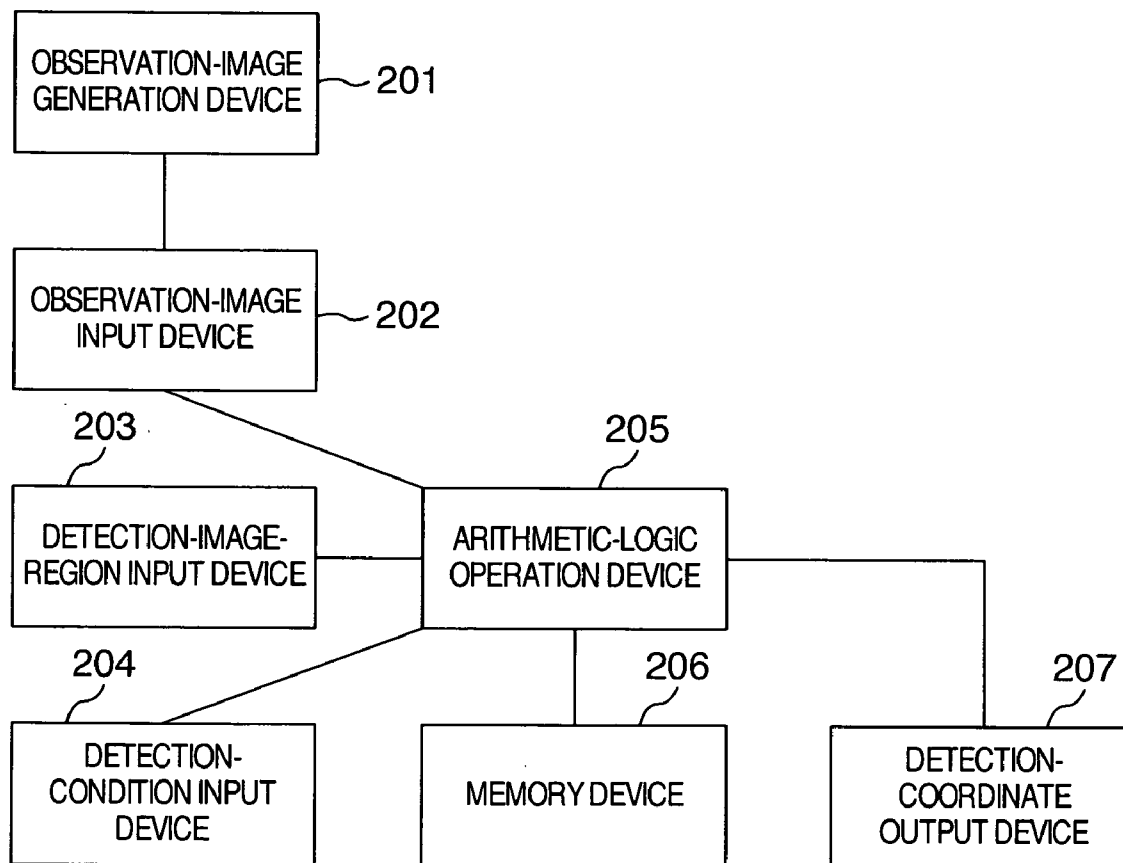 OBSERVATION-IMAGE
GENERATION DEVICE
201
OBSERVATION-IMAGE
INPUT DEVICE
202
203
DETECTION-IMAGE-
REGION INPUT DEVICE
205
ARITHMETIC-LOGIC
OPERATION DEVICE
204
DETECTION-
CONDITION INPUT
DEVICE
206
MEMORY DEVICE
207
DETECTION-
COORDINATE
OUTPUT DEVICE